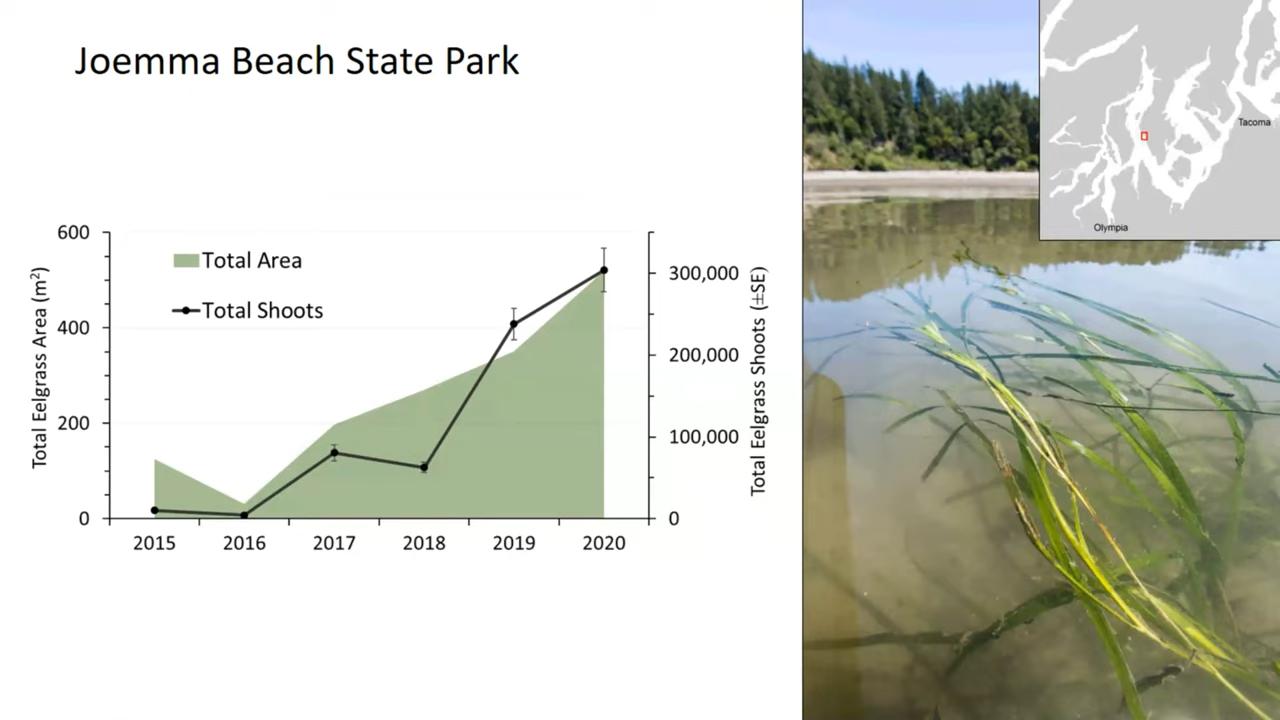 Joemma Beach State Park
Tacoma
Olympia
Total Eelgrass Area (m²)
600
400
200
0
Total Area
Total Shoots
300,000
200,000
100,000
0
Total Eelgrass Shoots (±SE)
2015 2016 2017 2018 2019 2020